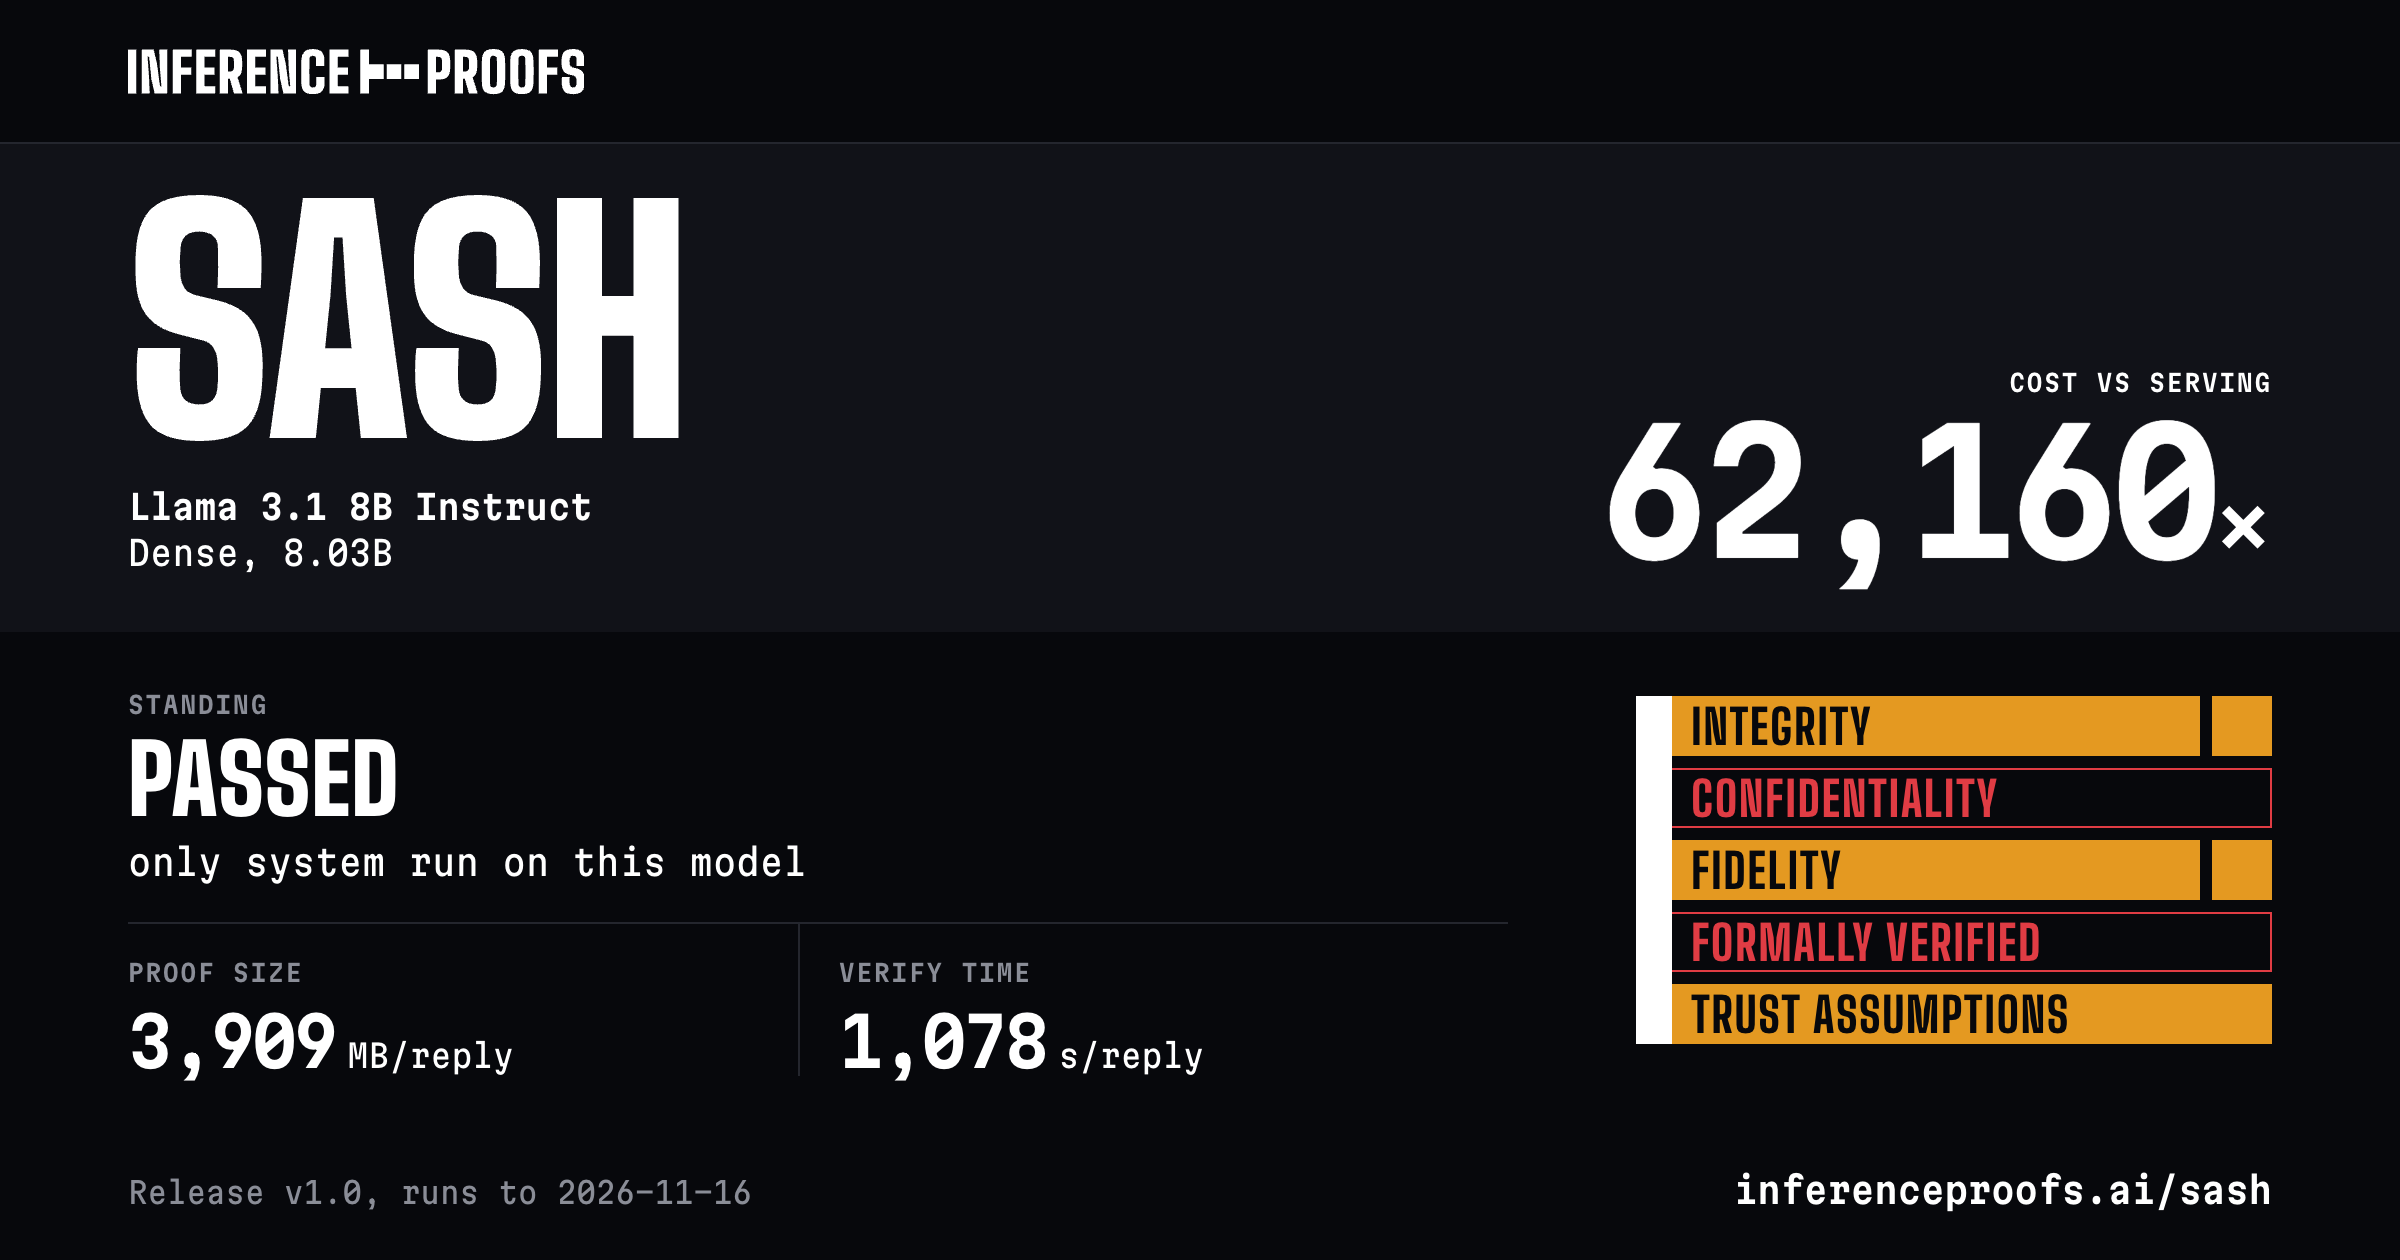 INFERENCE PROOFS
SASH
Llama 3.1 8B Instruct
Dense, 8.03B
COST VS SERVING
62,160×
STANDING
PASSED
only system run on this model
PROOF SIZE
3,909 MB/reply
VERIFY TIME
1,078 s/reply
INTEGRITY
CONFIDENTIALITY
FIDELITY
FORMALLY VERIFIED
TRUST ASSUMPTIONS
Release v1.0, runs to 2026-11-16
inferenceproofs.ai/sash